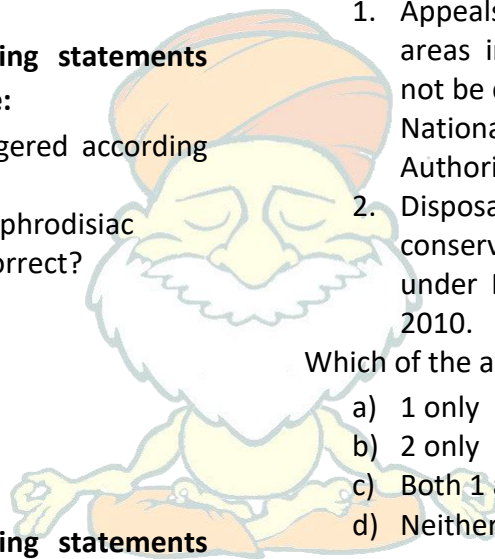 ing statements
e:
gered according
phrodisiac
orrect?
ing statements
1. Appeals
areas i
not be
Nationa
Authori
2. Disposa
conserv
under
2010.
Which of the a
a) 1 only
b) 2 only
c) Both 1
d) Neither